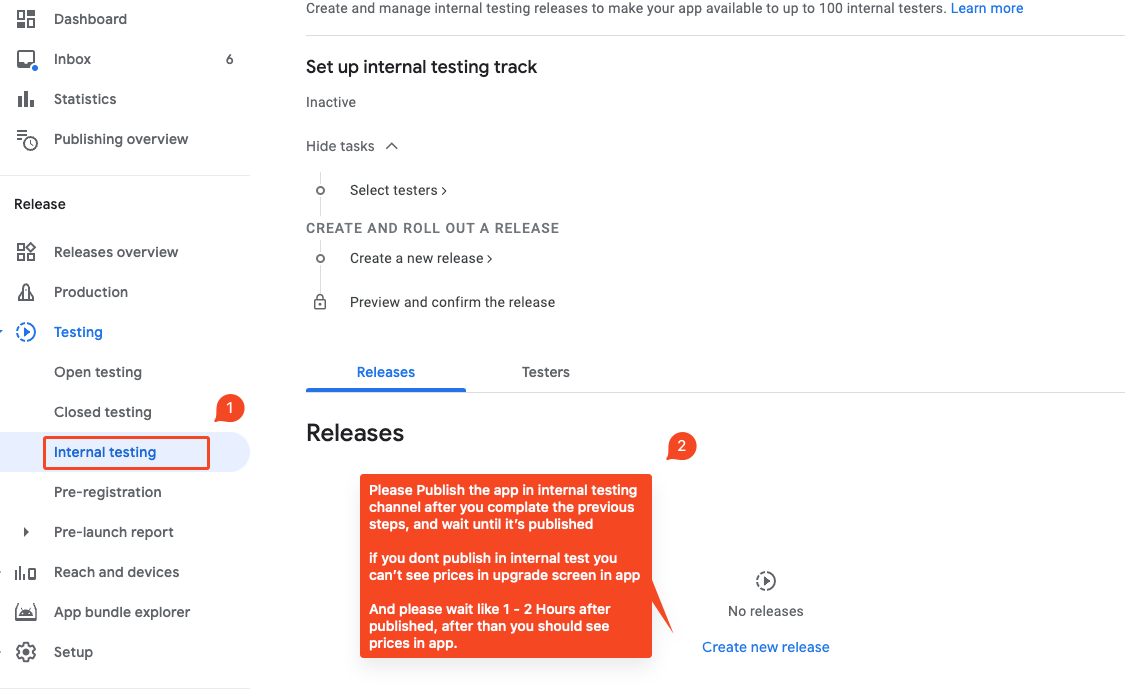 Dashboard
Inbox 6
Statistics
Publishing overview
Release
Releases overview
Production
Testing
Open testing
Closed testing
1
Internal testing
Pre-registration
Pre-launch report
Reach and devices
App bundle explorer
Setup
Create and manage internal testing releases to make your app available to up to 100 internal testers. Learn more
Set up internal testing track
Inactive
Hide tasks
Select testers
CREATE AND ROLL OUT A RELEASE
Create a new release
Preview and confirm the release
Releases Testers
Releases
2
Please Publish the app in internal testing
channel after you complate the previous
steps, and wait until it's published
if you dont publish in internal test you
can't see prices in upgrade screen in app
And please wait like 1 - 2 Hours after
published, after than you should see
prices in app.
No releases
Create new release